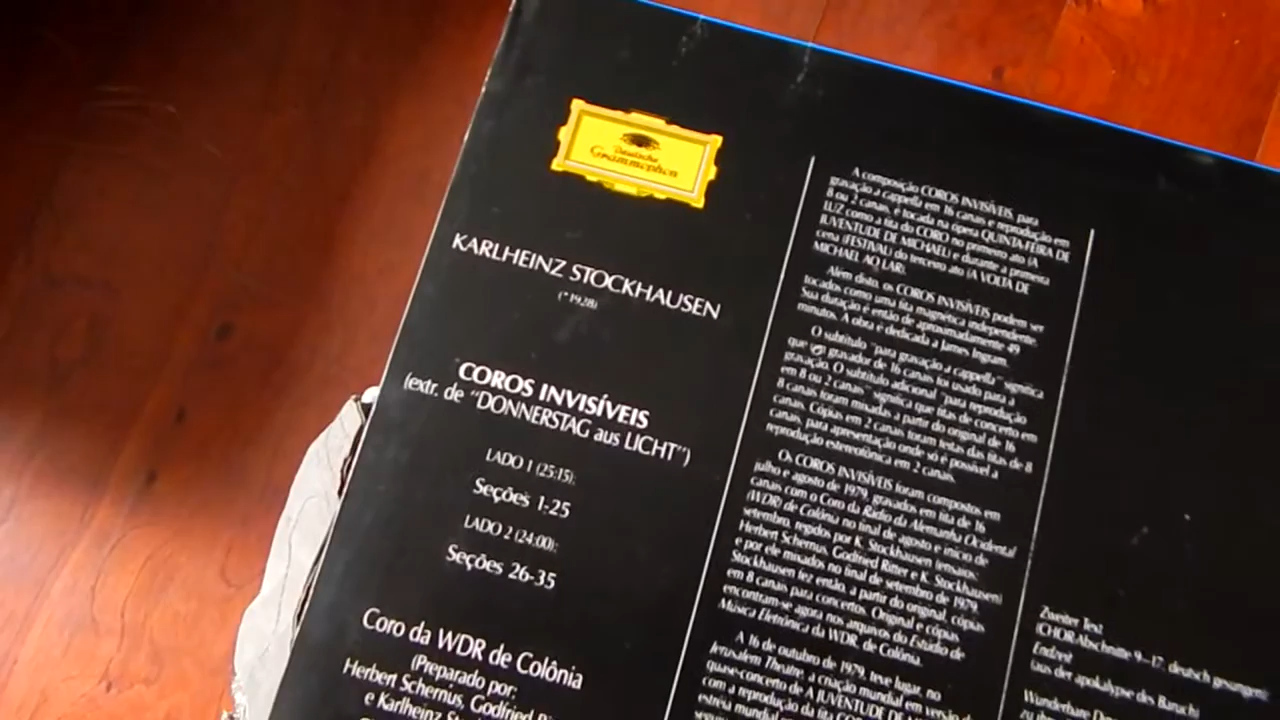 Deutsche
Grammophon
KARLHEINZ STOCKHAUSEN
(*1928)
COROS INVISÍVEIS
(extr. de "DONNERSTAG aus LICHT")
LADO 1 (25:15):
Seções 1-25
LADO 2 (24:00):
Seções 26-35
Coro da WDR de Colônia
(Preparado por:
Herbert Schernus, Godfried
e Karlheinz
A composição COROS INVISÍVEIS, para
gravação a cappella em 16 canais e reprodução em
8 ou 2 canais, é tocada na ópera QUINTA-FEIRA DE
LUZ como a fita do CORO no primeiro ato (A
JUVENTUDE DE MICHAEL) e durante a primeira
cena (FESTIVAL) do terceiro ato (A VOLTA DE
MICHAEL AO LAR).
Além disto, os COROS INVISÍVEIS podem ser
tocados como uma fita magnética independente.
Sua duração é então de aproximadamente 49
minutos. A obra é dedicada a James Ingram.
O subtítulo "para gravação a cappella" significa
que gravador de 16 canais foi usado para a
gravação. O subtítulo adicional "para reprodução
em 8 ou 2 canais" significa que fitas de concerto em
8 canais foram mixadas a partir do original de 16
canais. Cópias em 2 canais foram feitas das fitas de 8
canais, para apresentação onde só é possível a
reprodução estereofônica em 2 canais.
Os COROS INVISÍVEIS foram compostos em
julho e agosto de 1979, gravados em fita de 16
canais com o Coro da Rádio da Alemanha Ocidental
(WDR) de Colônia no final de agosto e início de
setembro, regidos por K. Stockhausen (ensaios:
Herbert Schernus, Godfried Ritter e K. Stockhausen)
e por ele mixados no final de setembro de 1979.
Stockhausen fez então, a partir do original, cópias
em 8 canais para concertos. Original e cópias
encontram-se agora nos arquivos do Estúdio de
Música Eletrônica da WDR, de Colônia.
A 16 de outubro de 1979, teve lugar, no
Jerusalem Theatre, a criação mundial em versão de
quase-concerto de A JUVENTUDE DE
com a reprodução da fita
estréia mundial
Zweiter Text
(CHOR-Abschnitte 9–17, deutsch gesungen)
Endzeit
(aus der apokalypse des Baruch)
Wunderbare